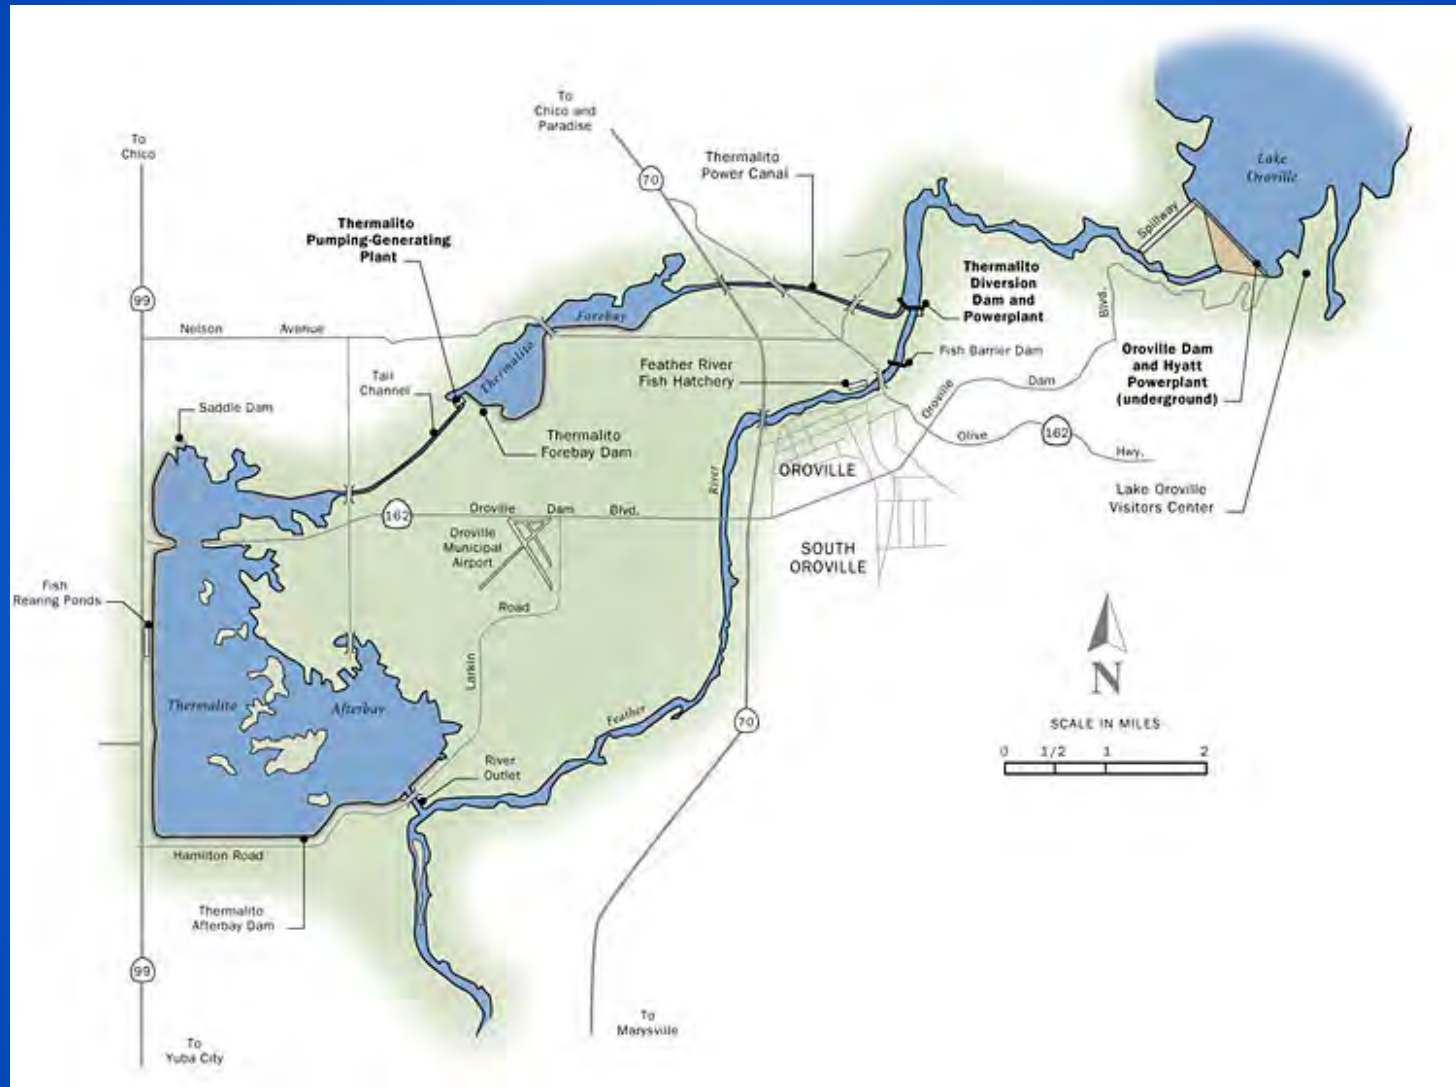 To
Chico and
Paradise
To
Chico
Thermalito
Power Canal
70
Lake
Oroville
Spillway
Thermalito
Pumping-Generating
Plant
99
Thermalito
Diversion
Dam and
Powerplant
Blvd.
Nelson Avenue
Forebay
Thermalito
Feather River
Fish Hatchery
Fish Barrier Dam
Oroville Dam
and Hyatt
Powerplant
(underground)
Tail
Channel
Saddle Dam
Oroville
Dam
Thermalito
Forebay Dam
Olive
162
Hwy.
River
OROVILLE
Lake Oroville
Visitors Center
162
Oroville Dam Blvd.
Oroville
Municipal
Airport
SOUTH
OROVILLE
Fish
Rearing Ponds
Road
Larkin
N
Thermalito
Afterbay
Feather
70
SCALE IN MILES
0 1/2 1 2
River
Outlet
Hamilton Road
Thermalito
Afterbay Dam
99
To
Marysville
To
Yuba City